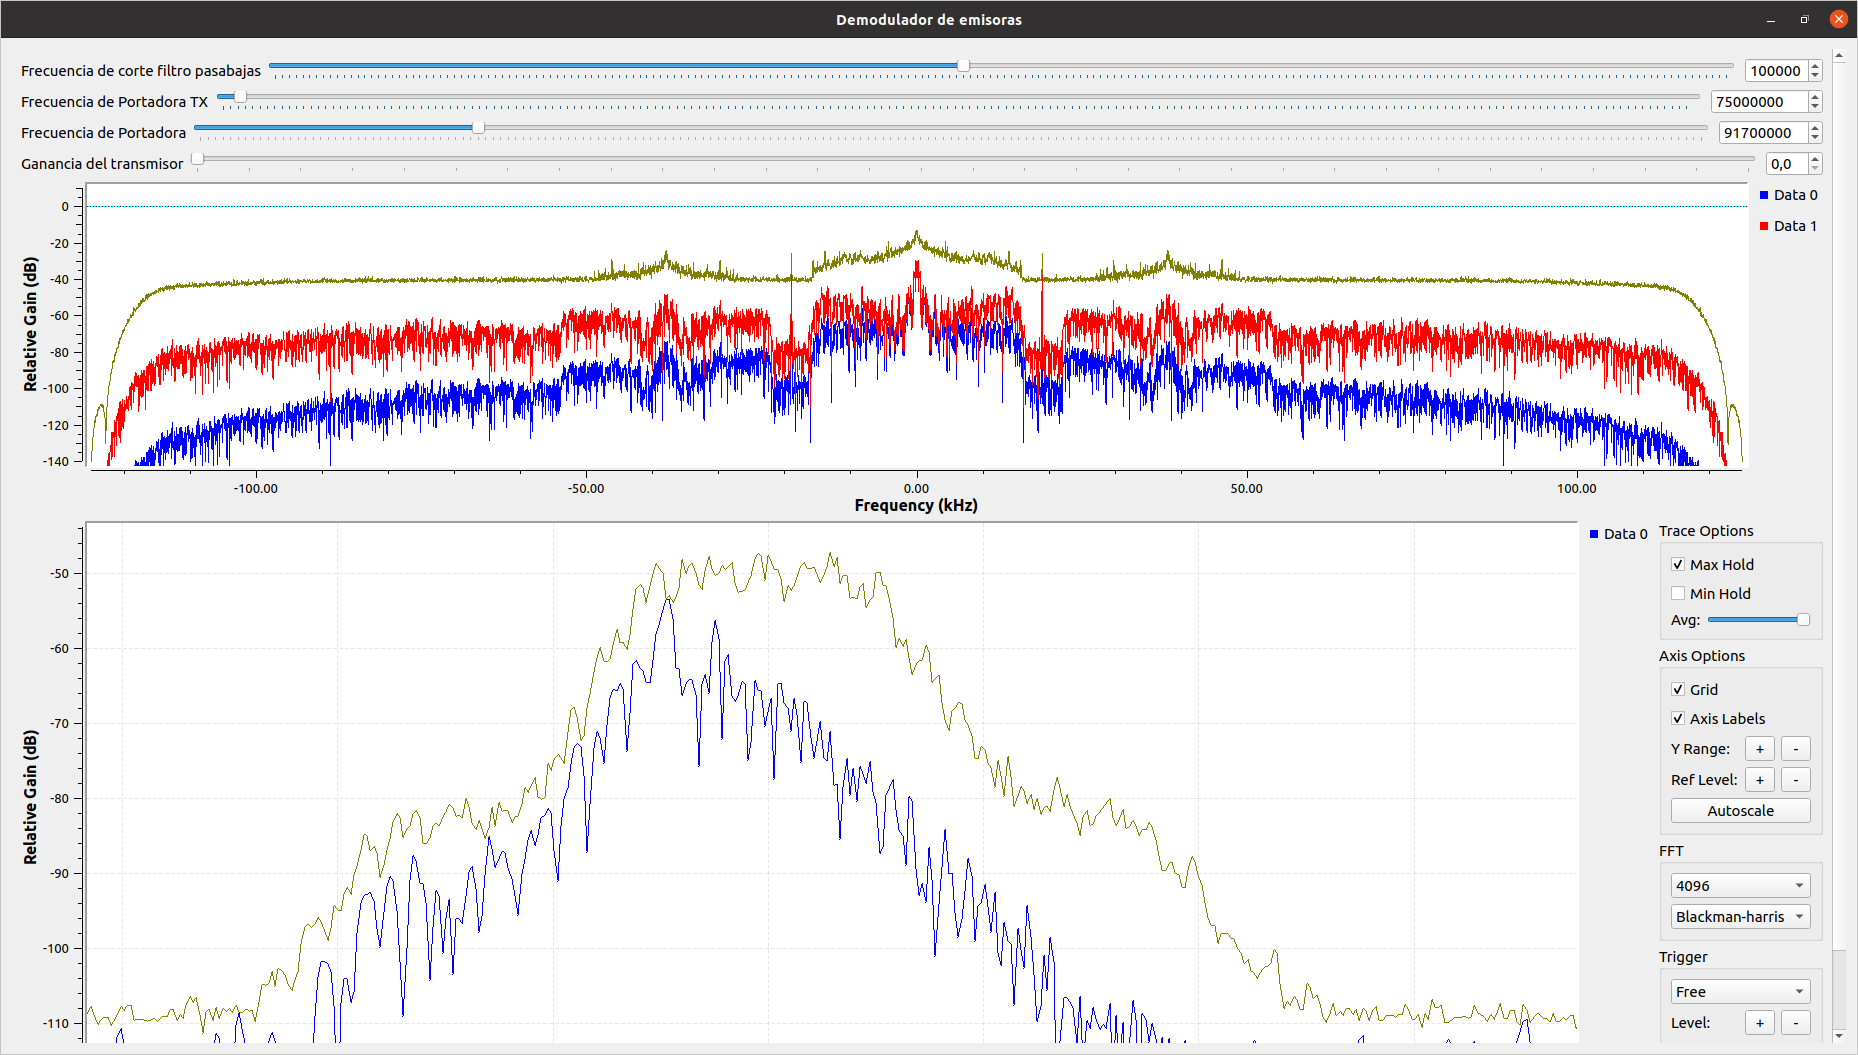 Demodulador de emisoras
Frecuencia de corte filtro pasabajas 100000
Frecuencia de Portadora TX 75000000
Frecuencia de Portadora 91700000
Ganancia del transmisor 0,0
Relative Gain (dB)
0
-20
-40
-60
-80
-100
-120
-140
Data 0
Data 1
-100.00 -50.00 0.00 50.00 100.00
Frequency (kHz)
Relative Gain (dB)
-50
-60
-70
-80
-90
-100
-110
Data 0
Trace Options
Max Hold
Min Hold
Avg:
Axis Options
Grid
Axis Labels
Y Range: + -
Ref Level: + -
Autoscale
FFT
4096
Blackman-harris
Trigger
Free
Level: + -